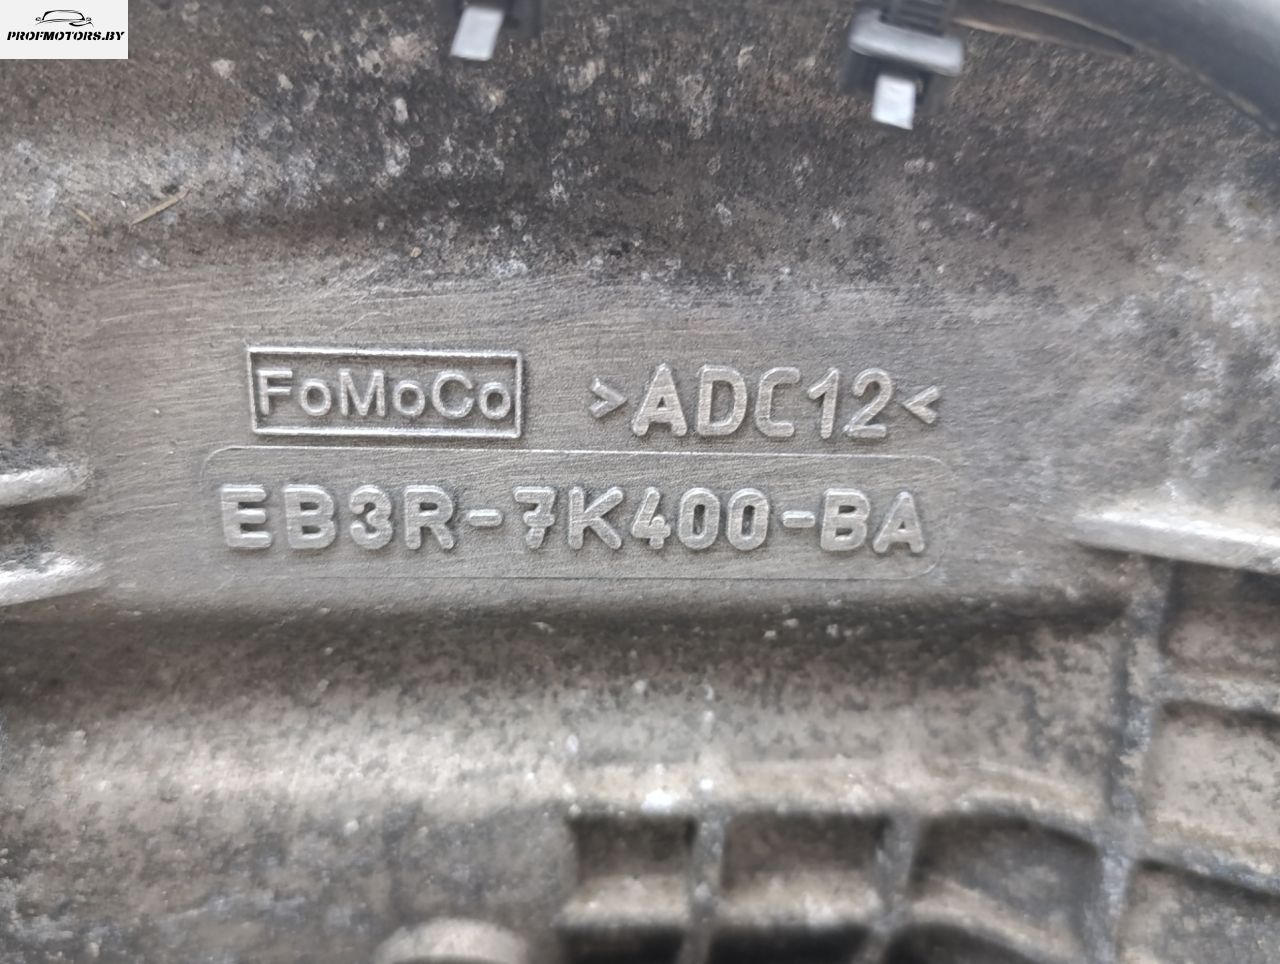 PROFMOTORS.BY
FoMoCo >ADC12<
EB3R-7K400-BA